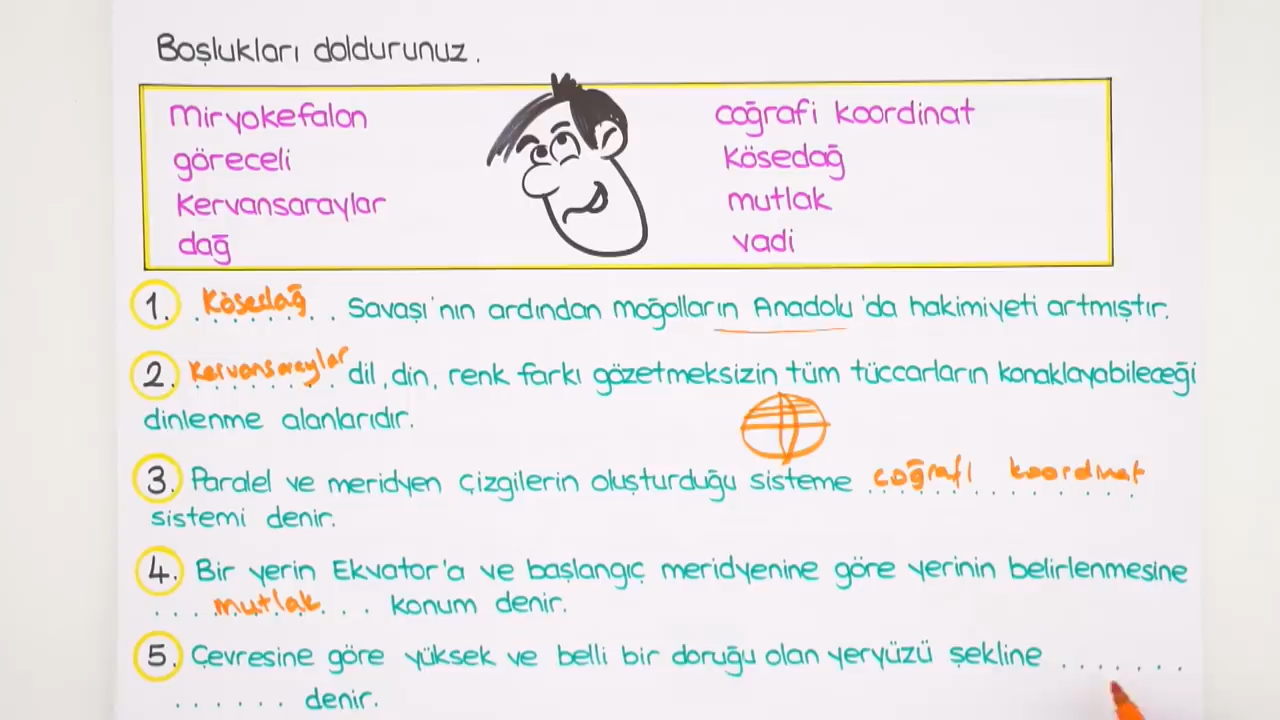 Boşlukları doldurunuz.
Miryokefalon
göreceli
Kervansaraylar
dağ
coğrafi koordinat
Kösedağ
mutlak
vadi
1. Kösedağ.. Savaşı'nın ardından moğolların Anadolu'da hakimiyeti artmıştır.
2. Kervansaraylar dil, din, renk farkı gözetmeksizin tüm tüccarların konaklayabileceği
dinlenme alanlarıdır.
3. Paralel ve meridyen çizgilerin oluşturduğu sisteme coğrafi koordinat
sistemi denir.
4. Bir yerin Ekvator'a ve başlangıç meridyenine göre yerinin belirlenmesine
... mutlak... konum denir.
5. Çevresine göre yüksek ve belli bir doruğu olan yeryüzü şekline .......
...... denir.